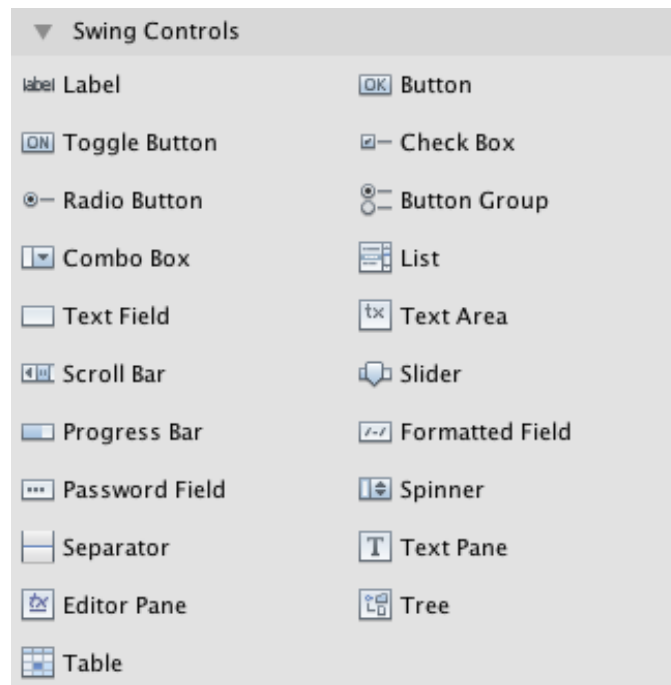 Swing Controls
label Label OK Button
ON Toggle Button Check Box
Radio Button Button Group
Combo Box List
Text Field tx Text Area
Scroll Bar Slider
Progress Bar Formatted Field
Password Field Spinner
Separator T Text Pane
Editor Pane Tree
Table